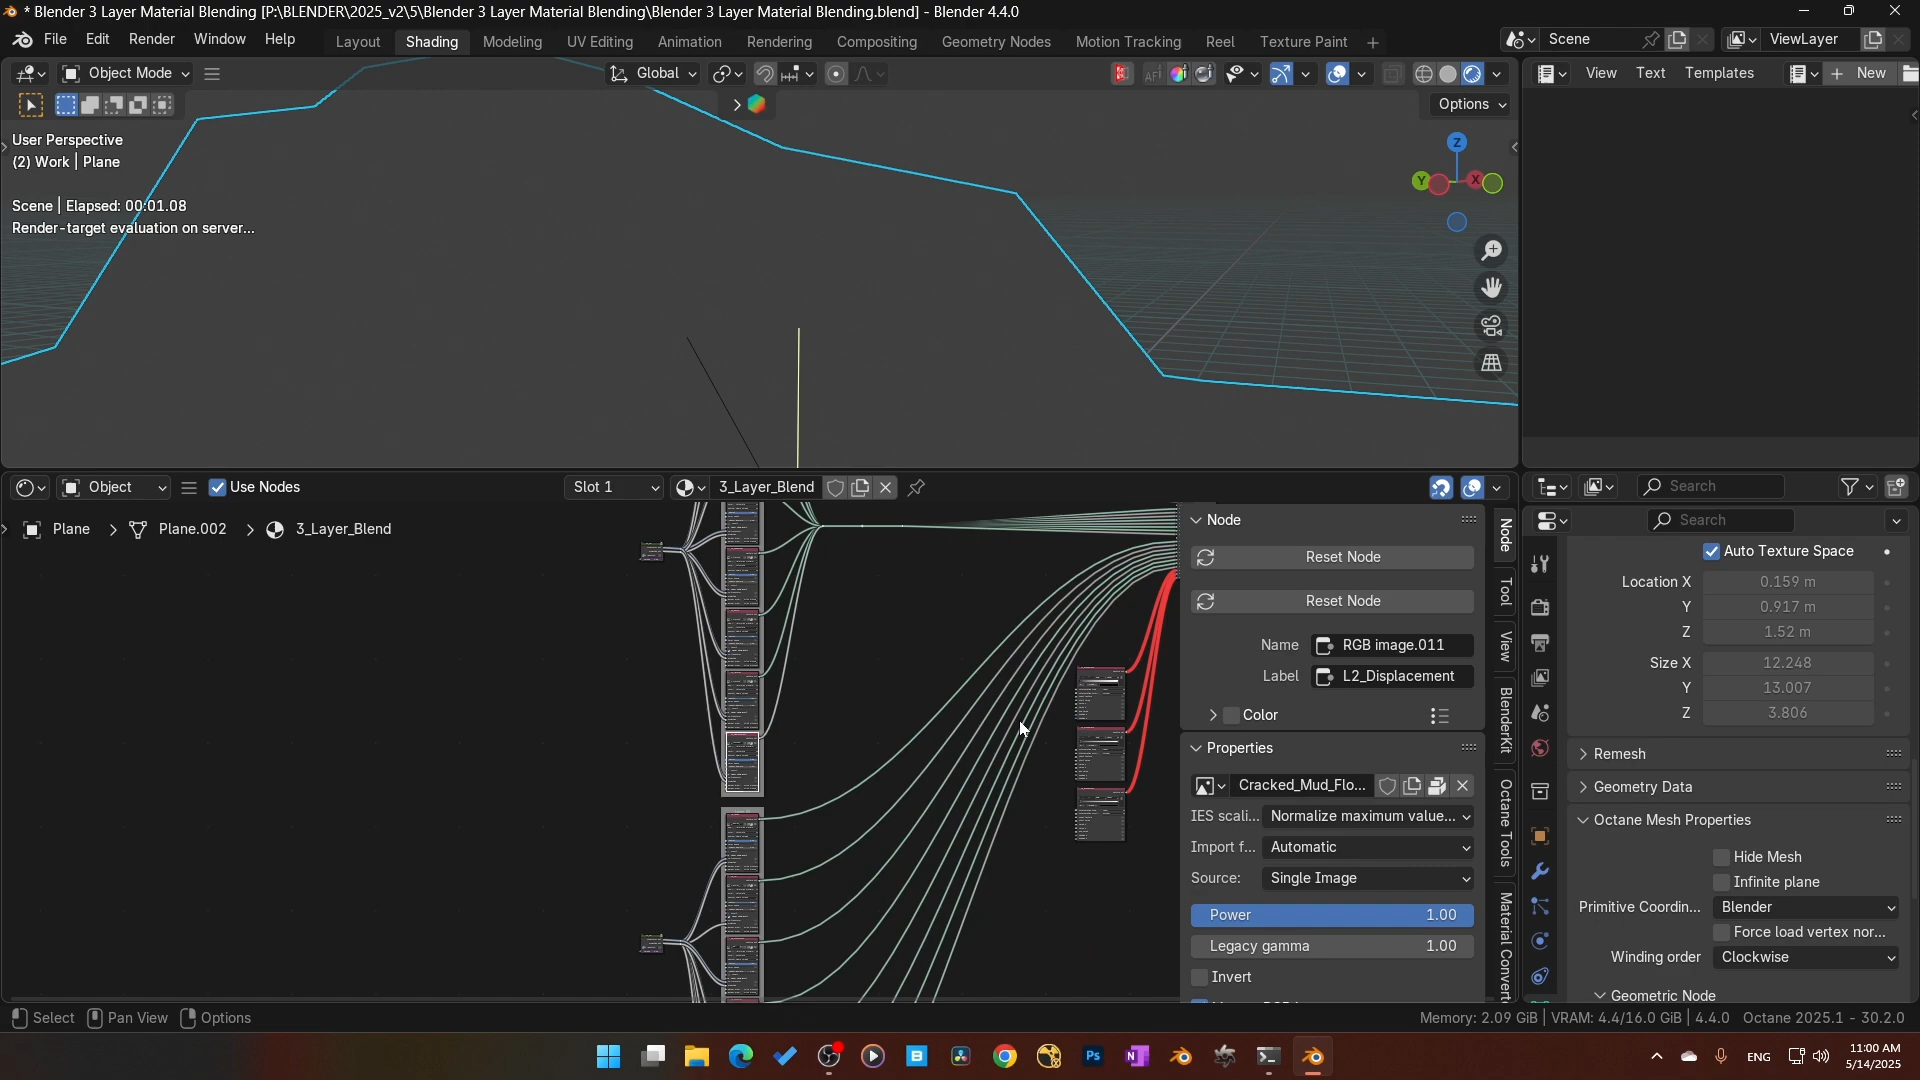 * Blender 3 Layer Material Blending [P:\BLENDER\2025_v2\5\Blender 3 Layer Material Blending\Blender 3 Layer Material Blending.blend] - Blender 4.4.0
File Edit Render Window Help Layout Shading Modeling UV Editing Animation Rendering Compositing Geometry Nodes Motion Tracking Reel Texture Paint Scene ViewLayer
Object Mode Global View Text Templates New
Options
User Perspective
(2) Work | Plane
Scene | Elapsed: 00:01.08
Render-target evaluation on server...
Z
Y
X
Object Use Nodes Slot 1 3_Layer_Blend Search
Plane Plane.002 3_Layer_Blend
Node
Reset Node
Reset Node
Name RGB image.011
Label L2_Displacement
Color
Properties
Cracked_Mud_Flo...
IES scali... Normalize maximum value...
Import f... Automatic
Source: Single Image
Power 1.00
Legacy gamma 1.00
Invert
Node
Tool
View
BlenderKit
Octane Tools
Material Converte
Search
Auto Texture Space
Location X 0.159 m
Y 0.917 m
Z 1.52 m
Size X 12.248
Y 13.007
Z 3.806
Remesh
Geometry Data
Octane Mesh Properties
Hide Mesh
Infinite plane
Primitive Coordin... Blender
Force load vertex nor...
Winding order Clockwise
Geometric Node
Select Pan View Options Memory: 2.09 GiB | VRAM: 4.4/16.0 GiB | 4.4.0 Octane 2025.1 - 30.2.0
ENG 11:00 AM
5/14/2025